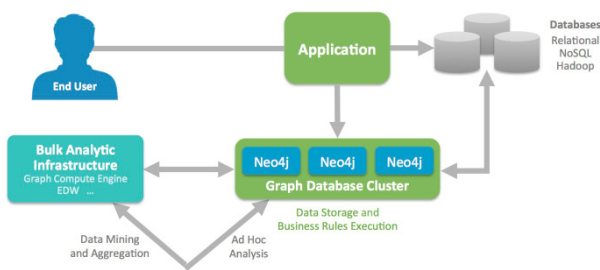 End User
Application
Databases
Relational
NoSQL
Hadoop
Bulk Analytic
Infrastructure
Graph Compute Engine
EDW ...
Neo4j
Neo4j
Neo4j
Graph Database Cluster
Data Storage and
Business Rules Execution
Data Mining
and Aggregation
Ad Hoc
Analysis